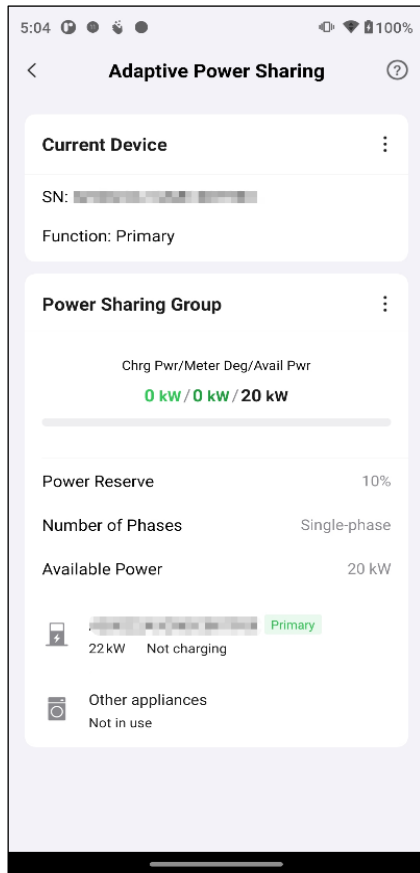 5:04
100%
Adaptive Power Sharing
?
Current Device
SN:
Function: Primary
Power Sharing Group
Chrg Pwr/Meter Deg/Avail Pwr
0 kW/0 kW/20 kW
Power Reserve 10%
Number of Phases Single-phase
Available Power 20 kW
Primary
22 kW Not charging
Other appliances
Not in use